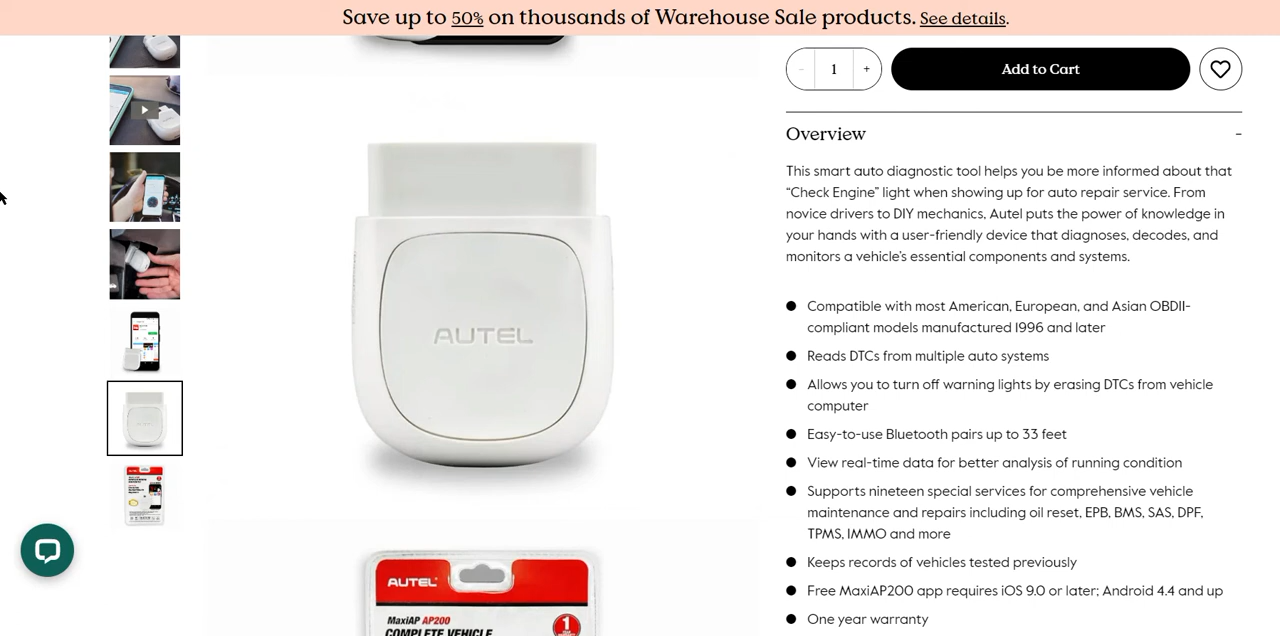 Save up to 50% on thousands of Warehouse Sale products. See details.
- 1 +
Add to Cart
Overview
-
This smart auto diagnostic tool helps you be more informed about that
“Check Engine” light when showing up for auto repair service. From
novice drivers to DIY mechanics, Autel puts the power of knowledge in
your hands with a user-friendly device that diagnoses, decodes, and
monitors a vehicle's essential components and systems.
Compatible with most American, European, and Asian OBDII-
compliant models manufactured 1996 and later
Reads DTCs from multiple auto systems
Allows you to turn off warning lights by erasing DTCs from vehicle
computer
Easy-to-use Bluetooth pairs up to 33 feet
View real-time data for better analysis of running condition
Supports nineteen special services for comprehensive vehicle
maintenance and repairs including oil reset, EPB, BMS, SAS, DPF,
TPMS, IMMO and more
Keeps records of vehicles tested previously
Free MaxiAP200 app requires iOS 9.0 or later; Android 4.4 and up
One year warranty
AUTEL
AUTEL
MaxiAP AP200
COMPLETE VEHICLE
1